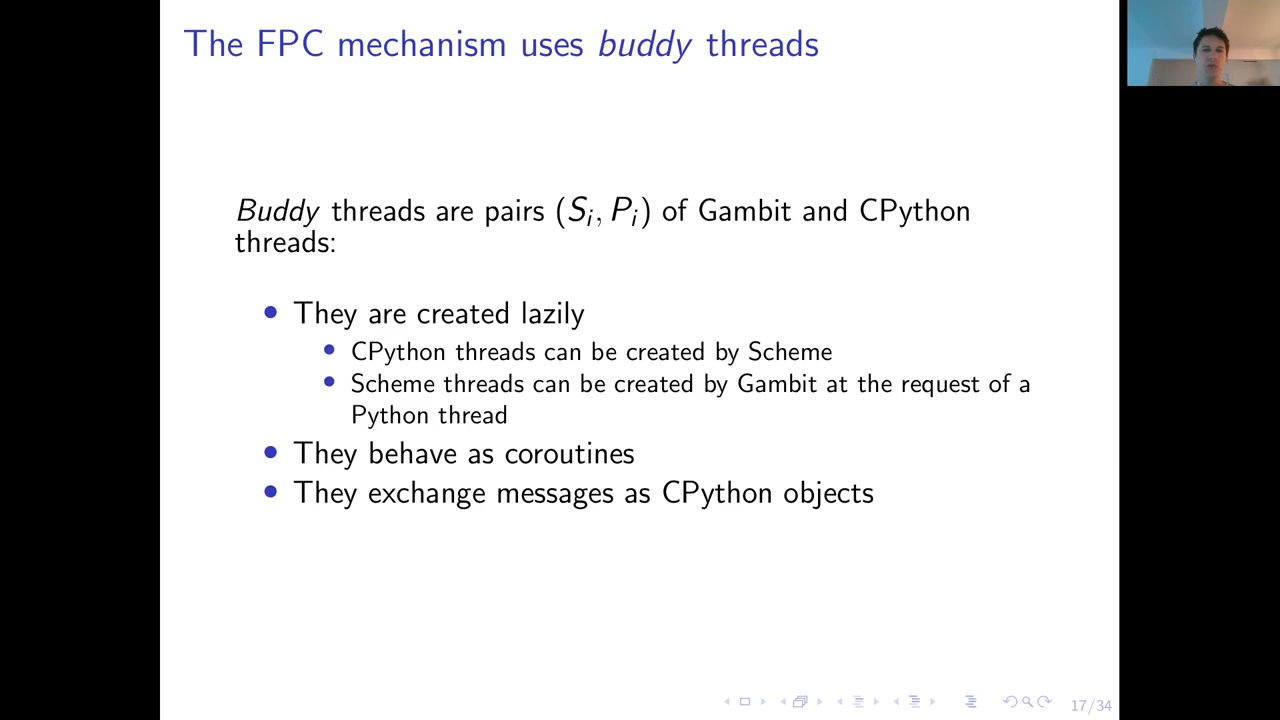 The FPC mechanism uses buddy threads
Buddy threads are pairs (Si, Pi) of Gambit and CPython
threads:
• They are created lazily
• CPython threads can be created by Scheme
• Scheme threads can be created by Gambit at the request of a
Python thread
• They behave as coroutines
• They exchange messages as CPython objects
17/34